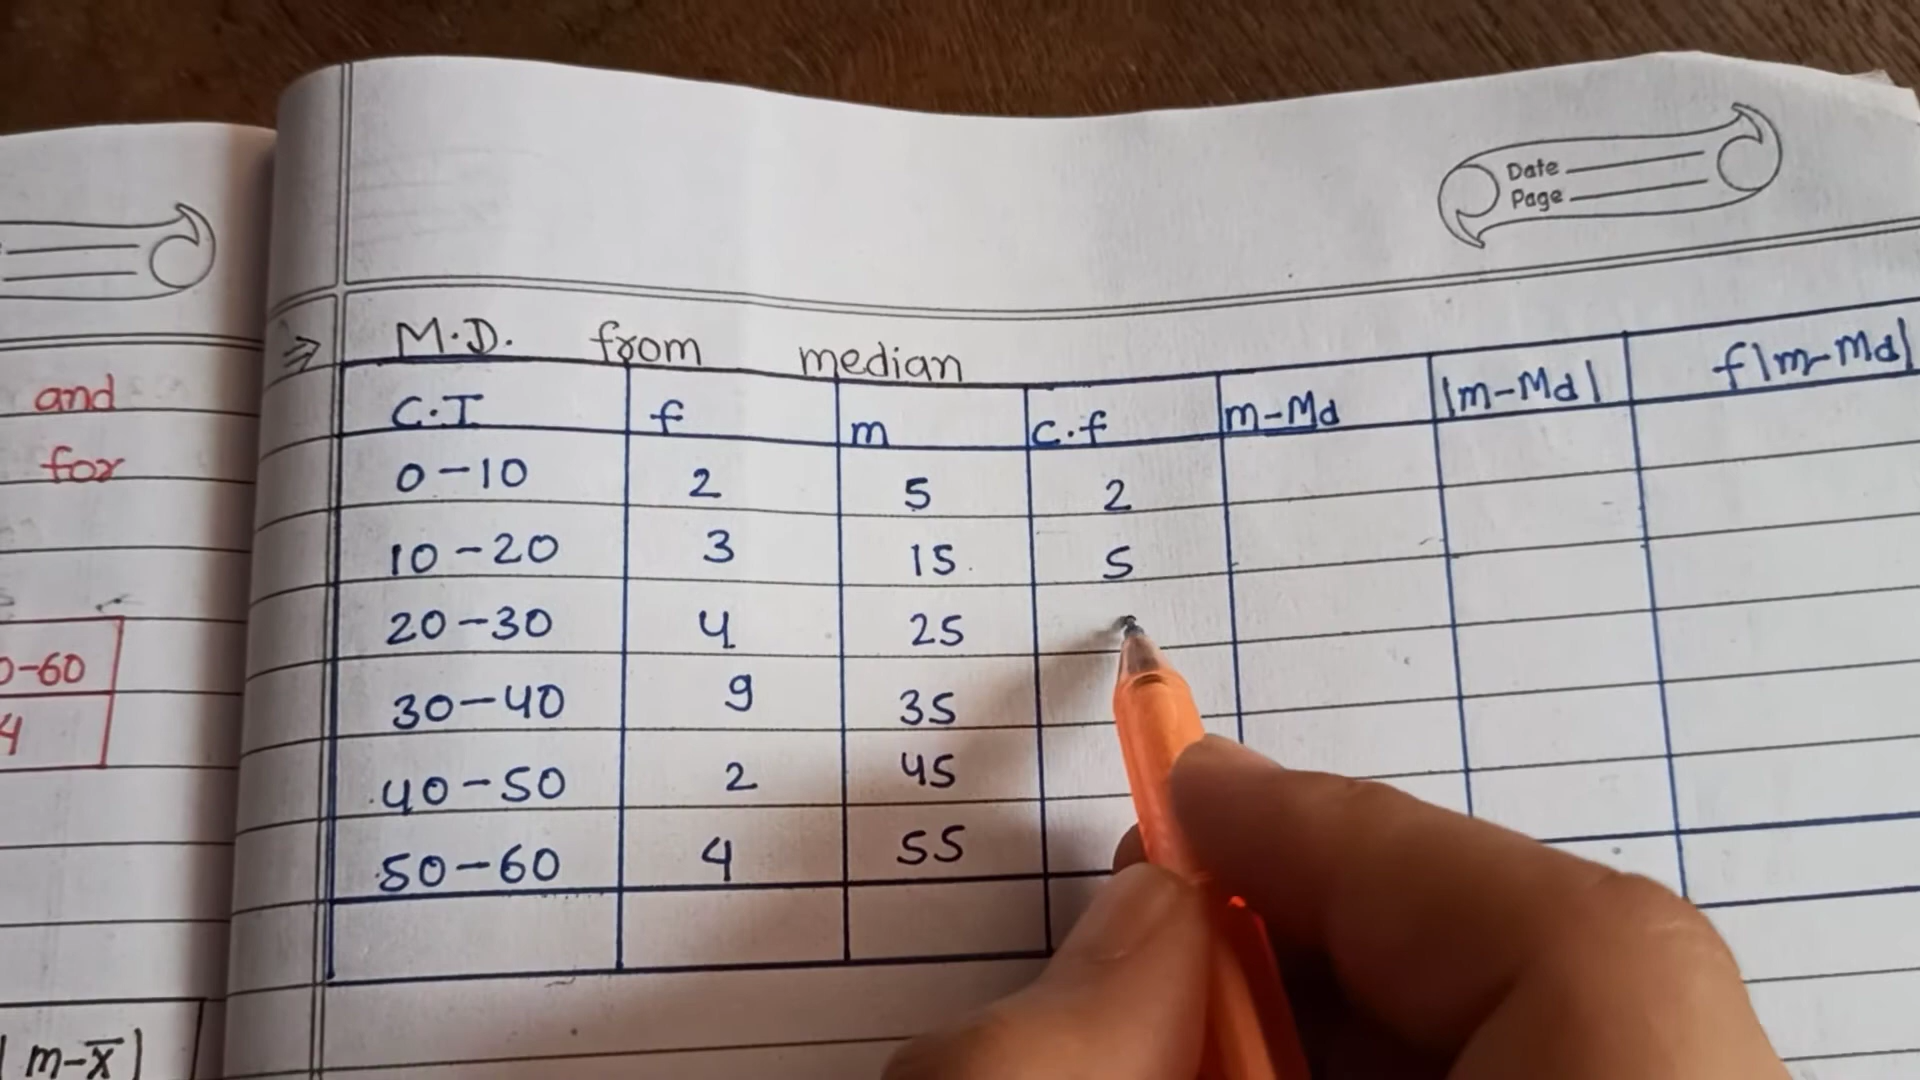 Date
Page
and
for
0-60
4
| m-x̅ |
⇒ M.D. from median
C.I f m c.f m-Md |m-Md| f|m-Md|
0-10 2 5 2
10-20 3 15 5
20-30 4 25
30-40 9 35
40-50 2 45
50-60 4 55